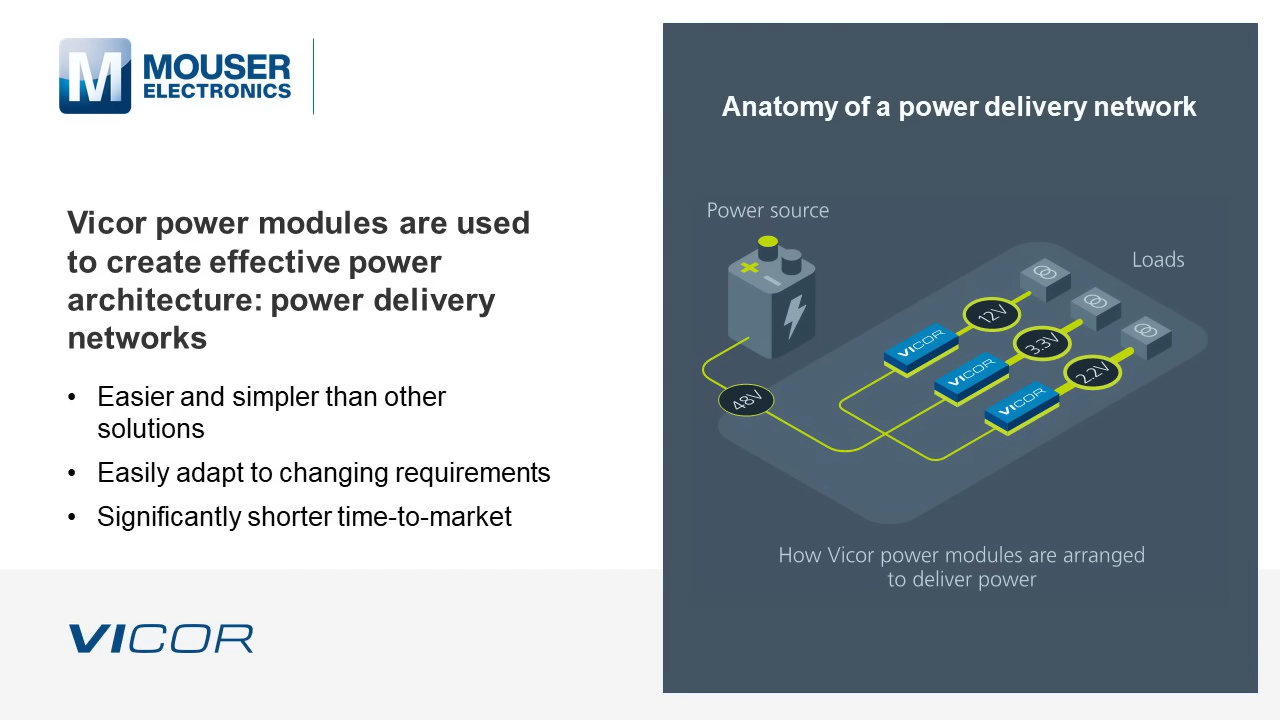 M
MOUSER
ELECTRONICS
Vicor power modules are used
to create effective power
architecture: power delivery
networks
• Easier and simpler than other
solutions
• Easily adapt to changing requirements
• Significantly shorter time-to-market
VICOR
Anatomy of a power delivery network
Power source
Loads
12V
VICOR
3.3V
VICOR
2.2V
VICOR
48V
How Vicor power modules are arranged
to deliver power